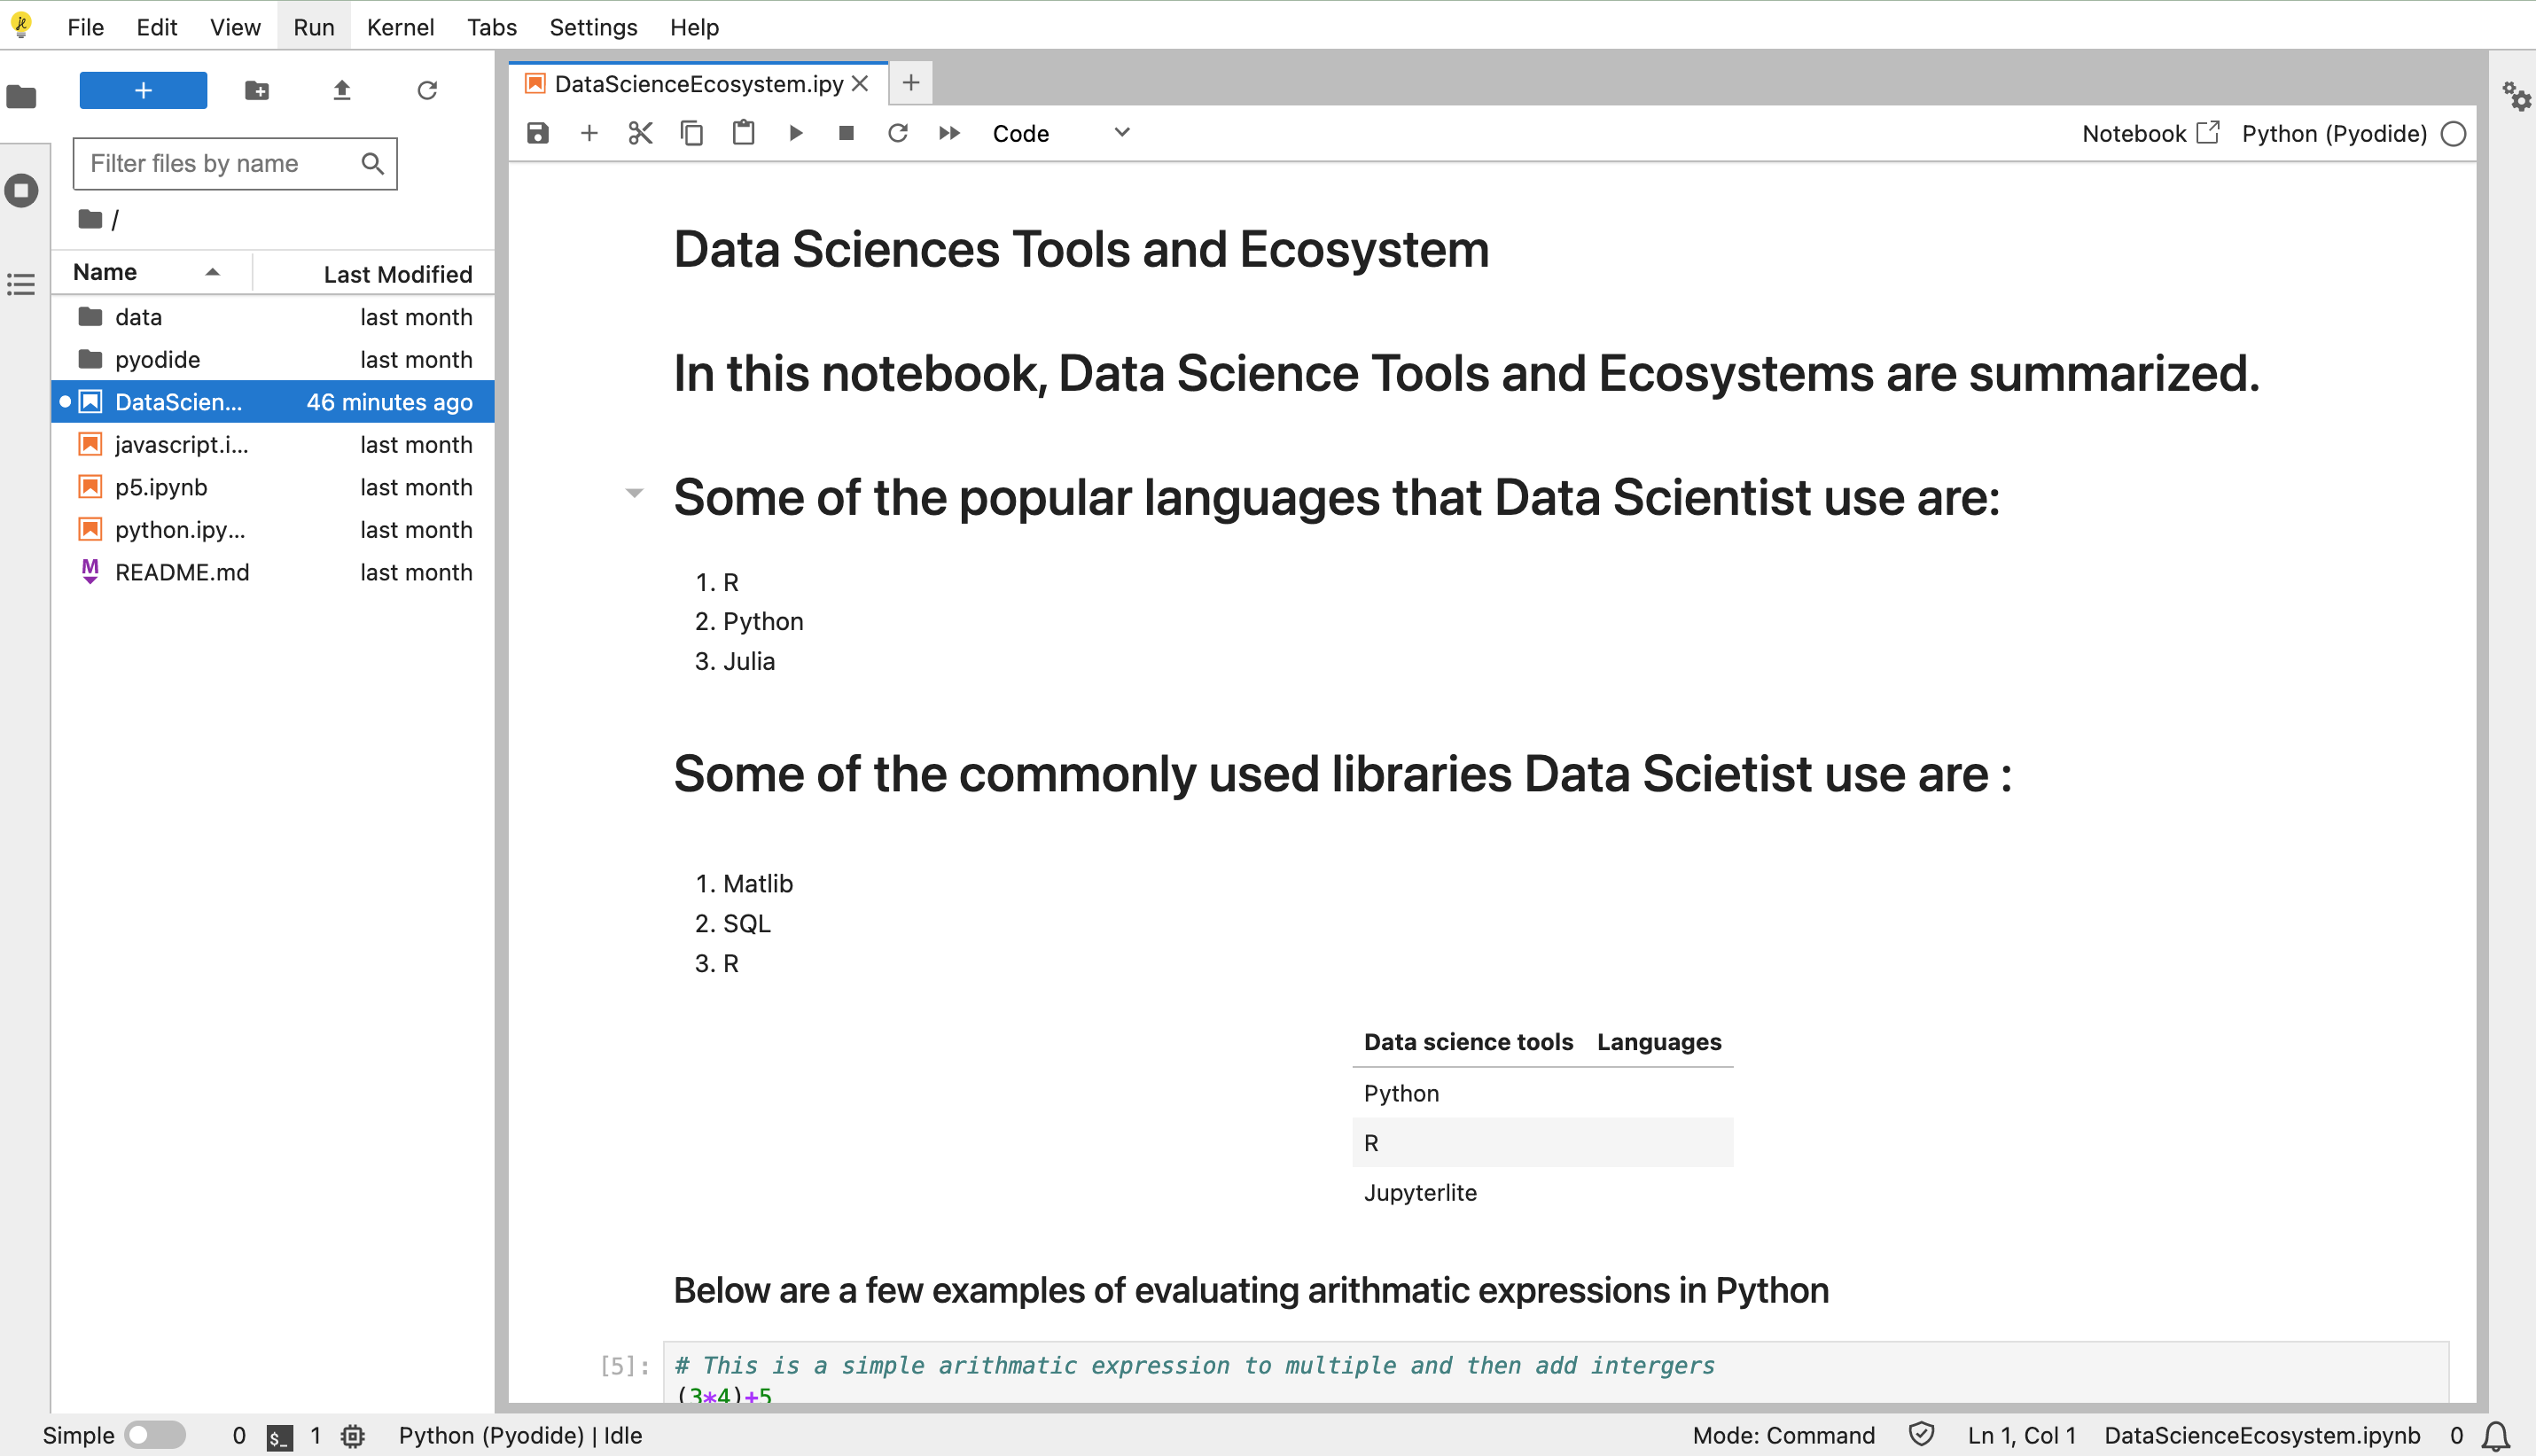 File Edit View Run Kernel Tabs Settings Help
DataScienceEcosystem.ipy
Code
Notebook Python (Pyodide)
Filter files by name
/
Name Last Modified
data last month
pyodide last month
DataScien... 46 minutes ago
javascript.i... last month
p5.ipynb last month
python.ipy... last month
README.md last month
Data Sciences Tools and Ecosystem
In this notebook, Data Science Tools and Ecosystems are summarized.
Some of the popular languages that Data Scientist use are:
1. R
2. Python
3. Julia
Some of the commonly used libraries Data Scietist use are :
1. Matlib
2. SQL
3. R
Data science tools Languages
Python
R
Jupyterlite
Below are a few examples of evaluating arithmatic expressions in Python
[5]: # This is a simple arithmatic expression to multiple and then add intergers
(3*4)+5
Simple 0 $_ 1 Python (Pyodide) | Idle Mode: Command Ln 1, Col 1 DataScienceEcosystem.ipynb 0